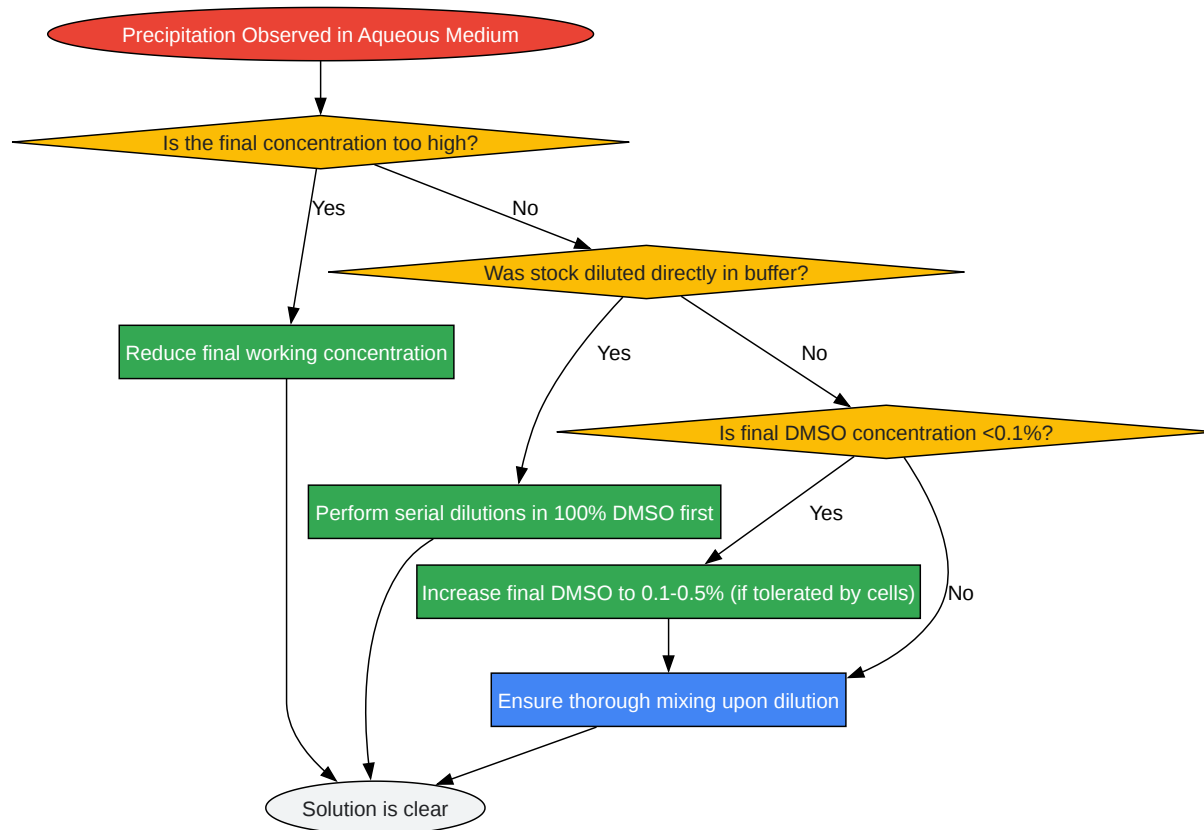 Precipitation Observed in Aqueous Medium
Is the final concentration too high?
Yes
No
Was stock diluted directly in buffer?
Reduce final working concentration
Yes
No
Is final DMSO concentration <0.1%?
Perform serial dilutions in 100% DMSO first
Yes
Increase final DMSO to 0.1-0.5% (if tolerated by cells)
No
Ensure thorough mixing upon dilution
Solution is clear